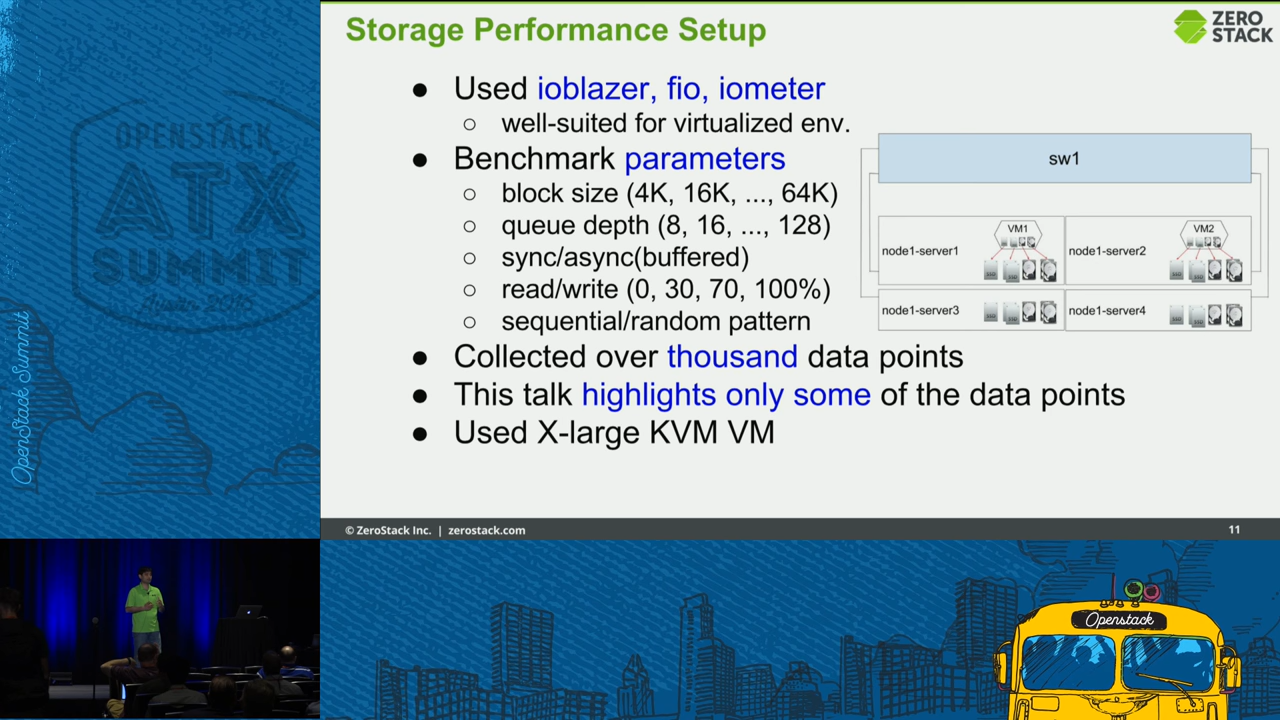 Storage Performance Setup
ZERO
STACK
● Used ioblazer, fio, iometer
○ well-suited for virtualized env.
● Benchmark parameters
○ block size (4K, 16K, ..., 64K)
○ queue depth (8, 16, ..., 128)
○ sync/async(buffered)
○ read/write (0, 30, 70, 100%)
○ sequential/random pattern
● Collected over thousand data points
● This talk highlights only some of the data points
● Used X-large KVM VM
sw1
VM1
VM2
node1-server1
node1-server2
node1-server3
node1-server4
© ZeroStack Inc. | zerostack.com
11
OPENSTACK
ATX
SUMMIT
OpenStack Summit
Openstack